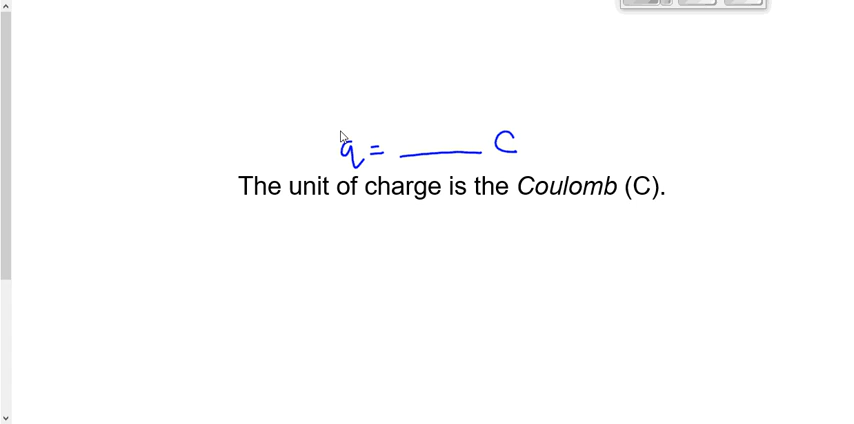 q = _____ C
The unit of charge is the Coulomb (C).